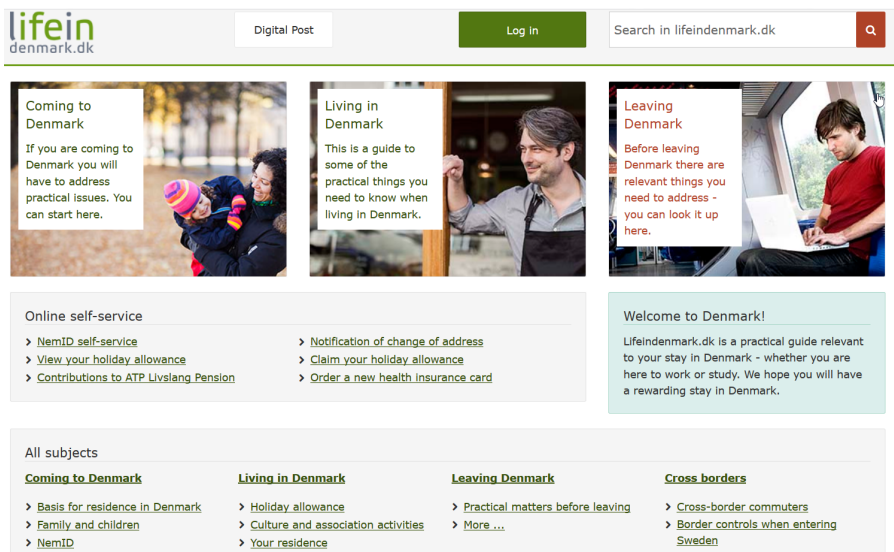 lifein
denmark.dk
Digital Post
Log in
Search in lifeindenmark.dk
Coming to
Denmark
If you are coming to
Denmark you will
have to address
practical issues. You
can start here.
Living in
Denmark
This is a guide to
some of the
practical things you
need to know when
living in Denmark.
Leaving
Denmark
Before leaving
Denmark there are
relevant things you
need to address -
you can look it up
here.
Online self-service
NemID self-service
View your holiday allowance
Contributions to ATP Livslang Pension
Notification of change of address
Claim your holiday allowance
Order a new health insurance card
Welcome to Denmark!
Lifeindenmark.dk is a practical guide relevant
to your stay in Denmark - whether you are
here to work or study. We hope you will have
a rewarding stay in Denmark.
All subjects
Coming to Denmark
Basis for residence in Denmark
Family and children
NemID
Living in Denmark
Holiday allowance
Culture and association activities
Your residence
Leaving Denmark
Practical matters before leaving
More ...
Cross borders
Cross-border commuters
Border controls when entering
Sweden